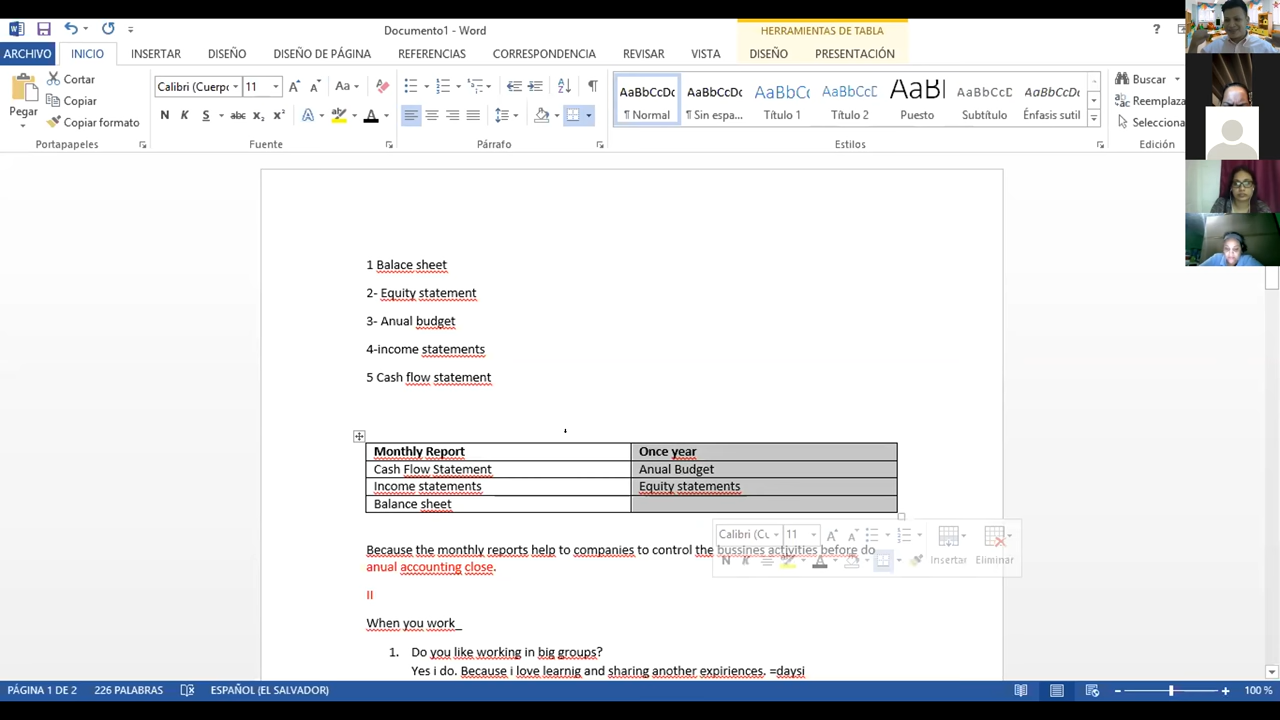 Documento1 - Word
HERRAMIENTAS DE TABLA
?
ARCHIVO INICIO INSERTAR DISEÑO DISEÑO DE PÁGINA REFERENCIAS CORRESPONDENCIA REVISAR VISTA DISEÑO PRESENTACIÓN
Pegar
Cortar
Copiar
Copiar formato
Portapapeles
Calibri (Cuerpo 11
N K S abc x₂ x²
Fuente
Párrafo
AaBbCcDc AaBbCcDc AaBbCc AaBbCcD AaBl AaBbCcD AaBbCcDc
¶ Normal ¶ Sin espa... Título 1 Título 2 Puesto Subtítulo Énfasis sutil
Estilos
Buscar
Reemplaza
Selecciona
Edición
1 Balace sheet
2- Equity statement
3- Anual budget
4-income statements
5 Cash flow statement
Monthly Report Once year
Cash Flow Statement Anual Budget
Income statements Equity statements
Balance sheet
Calibri (Cu 11
N K
Insertar Eliminar
Because the monthly reports help to companies to control the bussines activities before do
anual accounting close.
II
When you work_
1. Do you like working in big groups?
Yes i do. Because i love learnig and sharing another expiriences. =daysi
PÁGINA 1 DE 2 226 PALABRAS ESPAÑOL (EL SALVADOR) 100 %